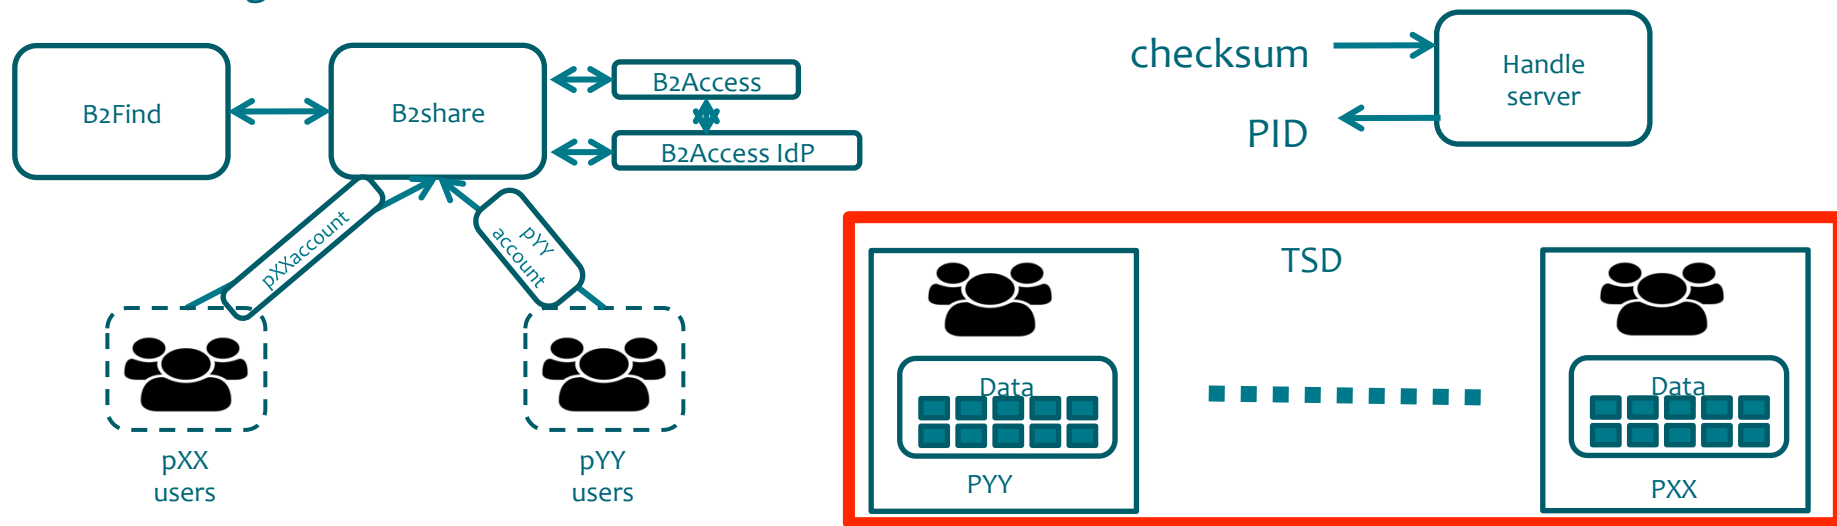 B2Find
B2share
B2Access
B2Access IdP
checksum
PID
Handle
server
pXXaccount
pYY
account
pXX
users
pYY
users
TSD
Data
PYY
Data
PXX